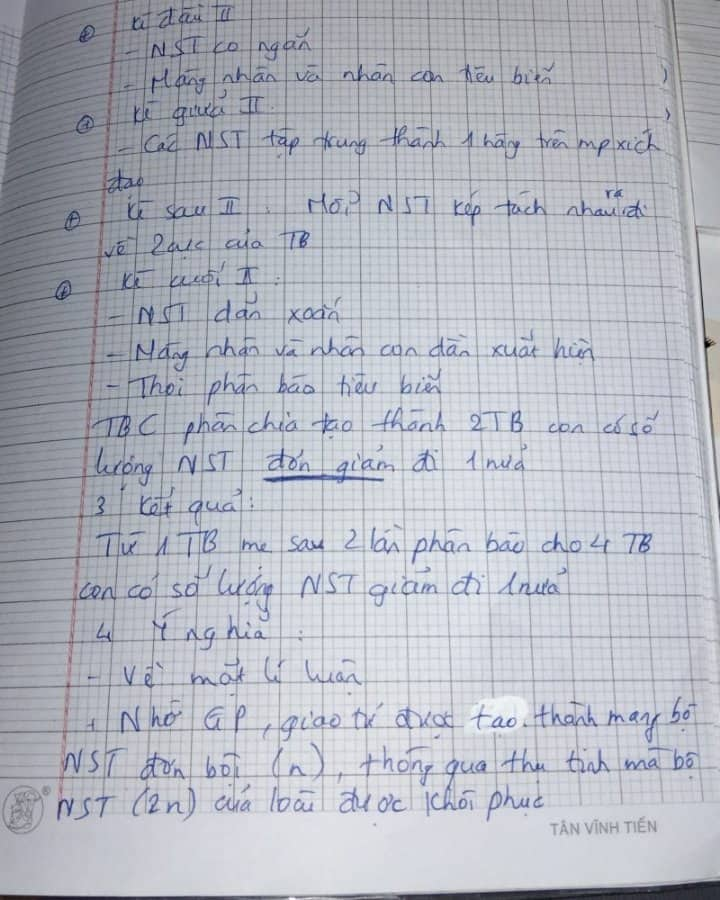 Kì đầu II
- NST co ngắn
- Màng nhân và nhân con tiêu biến
Kì giữa II.
- Các NST tập trung thành 1 hàng trên mp xích
đạo
Kì sau II : Mỗi NST kép tách nhau ra đi
về 2 cực của TB
Kì cuối II :
- NST dãn xoắn
- Màng nhân và nhân con dần xuất hiện
- Thoi phân bào tiêu biến
TBC phân chia tạo thành 2TB con có số
lượng NST đơn giảm đi 1 nửa
3 Kết quả:
Từ 1 TB mẹ sau 2 lần phân bào cho 4 TB
con có số lượng NST giảm đi 1 nửa
4 Ý nghĩa :
- Về mặt lí luận
+ Nhờ GP, giao tử được tạo thành mang bộ
NST đơn bội (n), thông qua thụ tinh mà bộ
NST (2n) của loài được khôi phục
TÂN VĨNH TIẾN